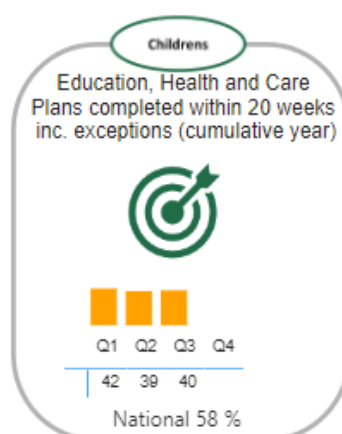 Childrens
Education, Health and Care
Plans completed within 20 weeks
inc. exceptions (cumulative year)
Q1 Q2 Q3 Q4
42 39 40
National 58 %